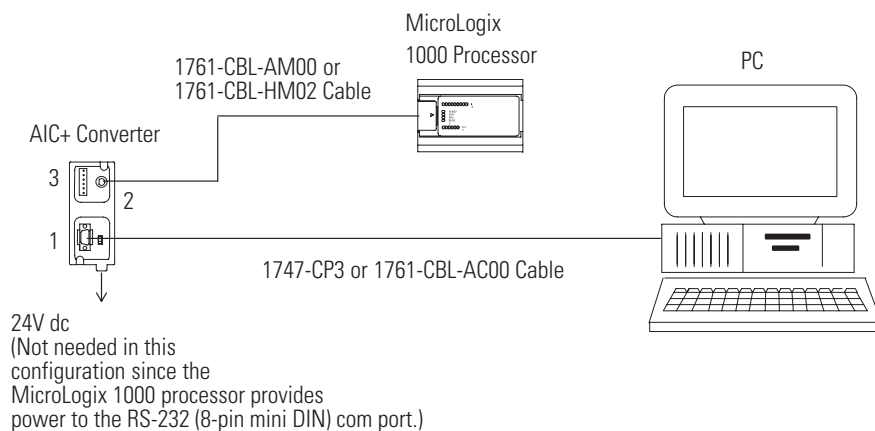 MicroLogix
1000 Processor
PC
1761-CBL-AM00 or
1761-CBL-HM02 Cable
AIC+ Converter
3
2
1
1747-CP3 or 1761-CBL-AC00 Cable
24V dc
(Not needed in this
configuration since the
MicroLogix 1000 processor provides
power to the RS-232 (8-pin mini DIN) com port.)